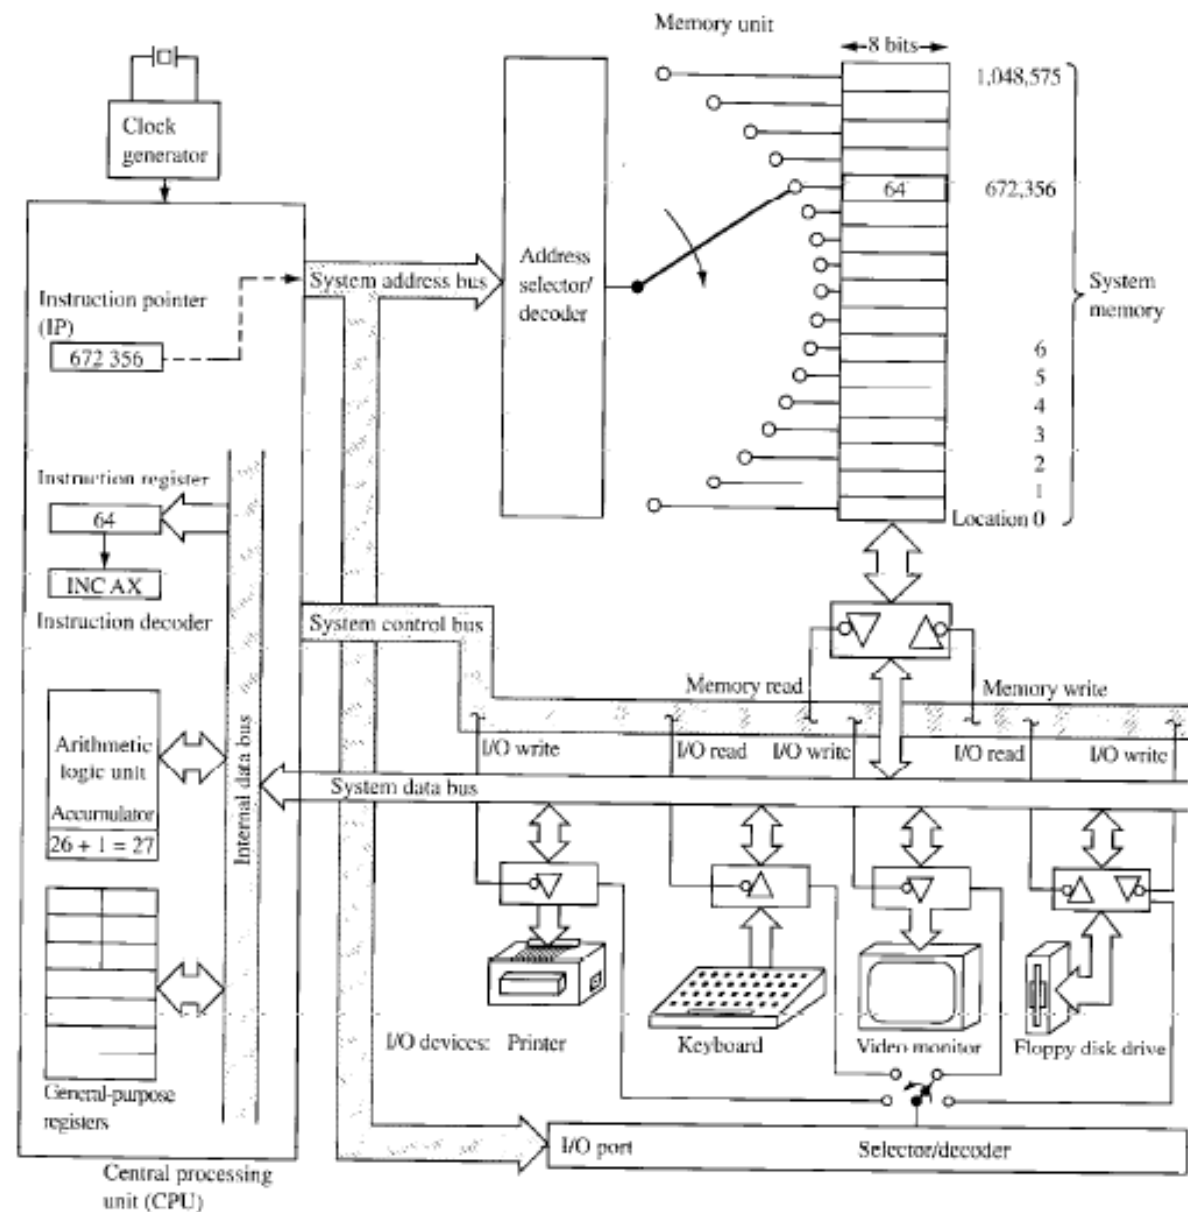 Memory unit
8 bits
1,048,575
Clock
generator
64
672,356
System address bus
Address
selector/
decoder
System
memory
Instruction pointer
(IP)
672 356
6
5
4
3
2
1
Location 0
Instruction register
64
INC AX
Instruction decoder
System control bus
Memory read
Memory write
I/O write
I/O read
I/O write
I/O read
I/O write
Arithmetic
logic unit
Accumulator
26 + 1 = 27
Internal data bus
System data bus
I/O devices:
Printer
Keyboard
Video monitor
Floppy disk drive
General-purpose
registers
I/O port
Selector/decoder
Central processing
unit (CPU)